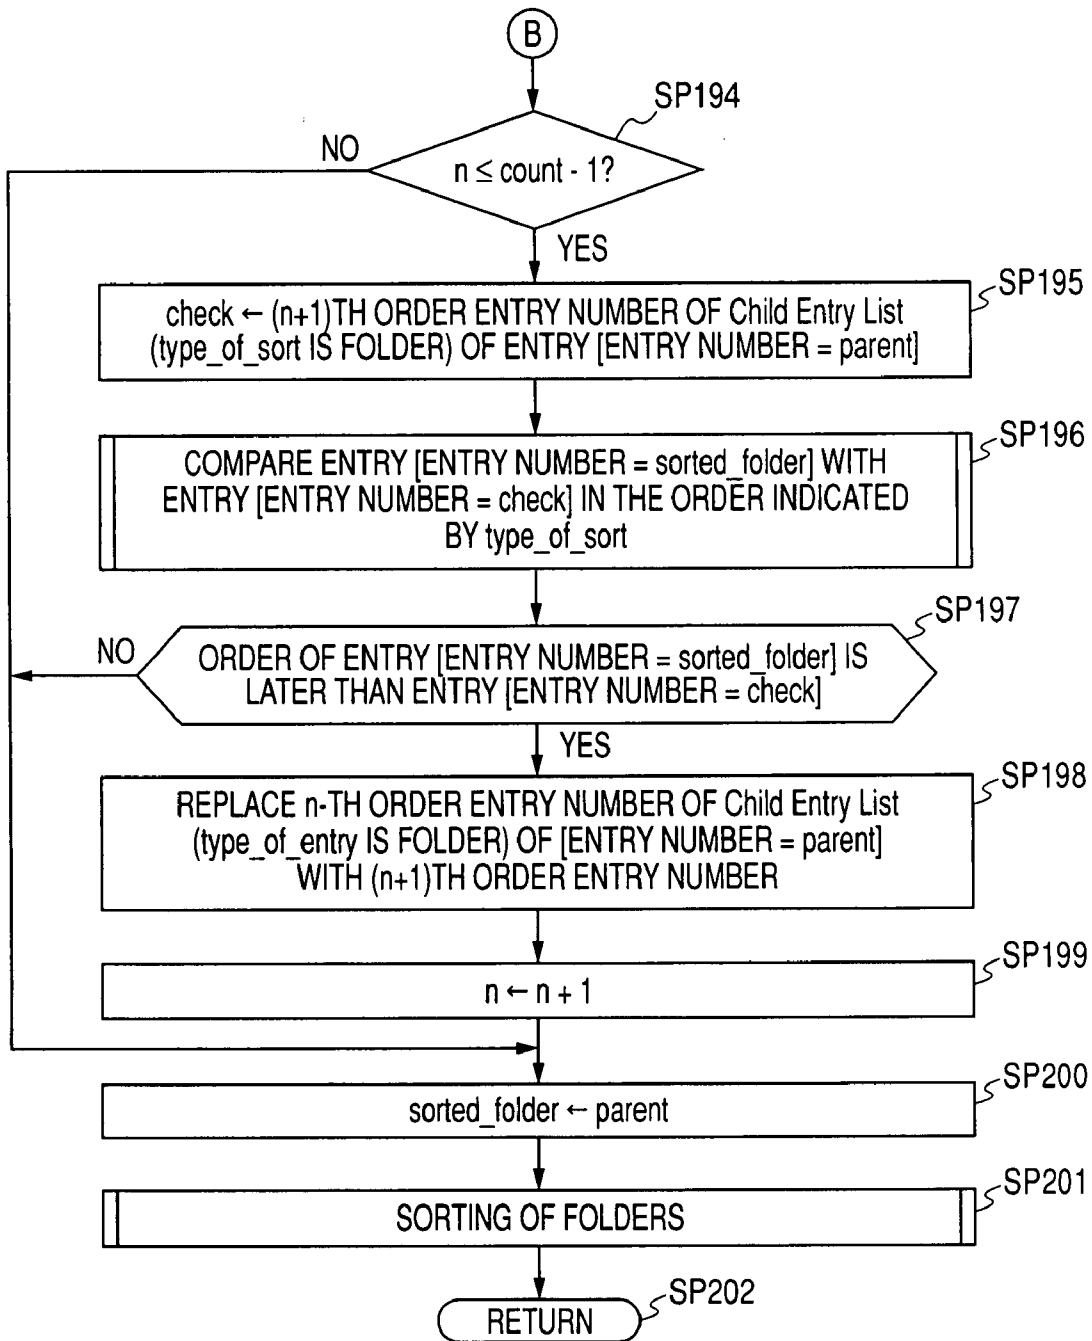 B
SP194
NO
n ≤ count - 1?
YES
SP195
check ← (n+1)TH ORDER ENTRY NUMBER OF Child Entry List
(type_of_sort IS FOLDER) OF ENTRY [ENTRY NUMBER = parent]
SP196
COMPARE ENTRY [ENTRY NUMBER = sorted_folder] WITH
ENTRY [ENTRY NUMBER = check] IN THE ORDER INDICATED
BY type_of_sort
SP197
NO
ORDER OF ENTRY [ENTRY NUMBER = sorted_folder] IS
LATER THAN ENTRY [ENTRY NUMBER = check]
YES
SP198
REPLACE n-TH ORDER ENTRY NUMBER OF Child Entry List
(type_of_entry IS FOLDER) OF [ENTRY NUMBER = parent]
WITH (n+1)TH ORDER ENTRY NUMBER
SP199
n ← n + 1
SP200
sorted_folder ← parent
SP201
SORTING OF FOLDERS
SP202
RETURN